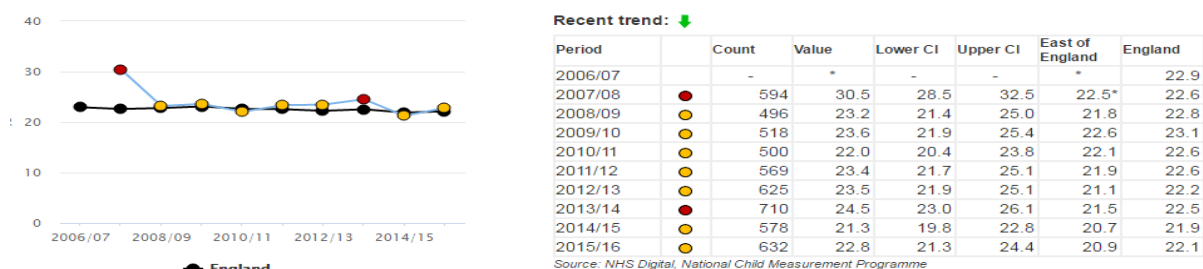 40
30
20
10
0
2006/07 2008/09 2010/11 2012/13 2014/15
England
Recent trend:
Period Count Value Lower CI Upper CI East of England England
2006/07 - * - - * 22.9
2007/08 594 30.5 28.5 32.5 22.5* 22.6
2008/09 496 23.2 21.4 25.0 21.8 22.8
2009/10 518 23.6 21.9 25.4 22.6 23.1
2010/11 500 22.0 20.4 23.8 22.1 22.6
2011/12 569 23.4 21.7 25.1 21.9 22.6
2012/13 625 23.5 21.9 25.1 21.1 22.2
2013/14 710 24.5 23.0 26.1 21.5 22.5
2014/15 578 21.3 19.8 22.8 20.7 21.9
2015/16 632 22.8 21.3 24.4 20.9 22.1
Source: NHS Digital, National Child Measurement Programme